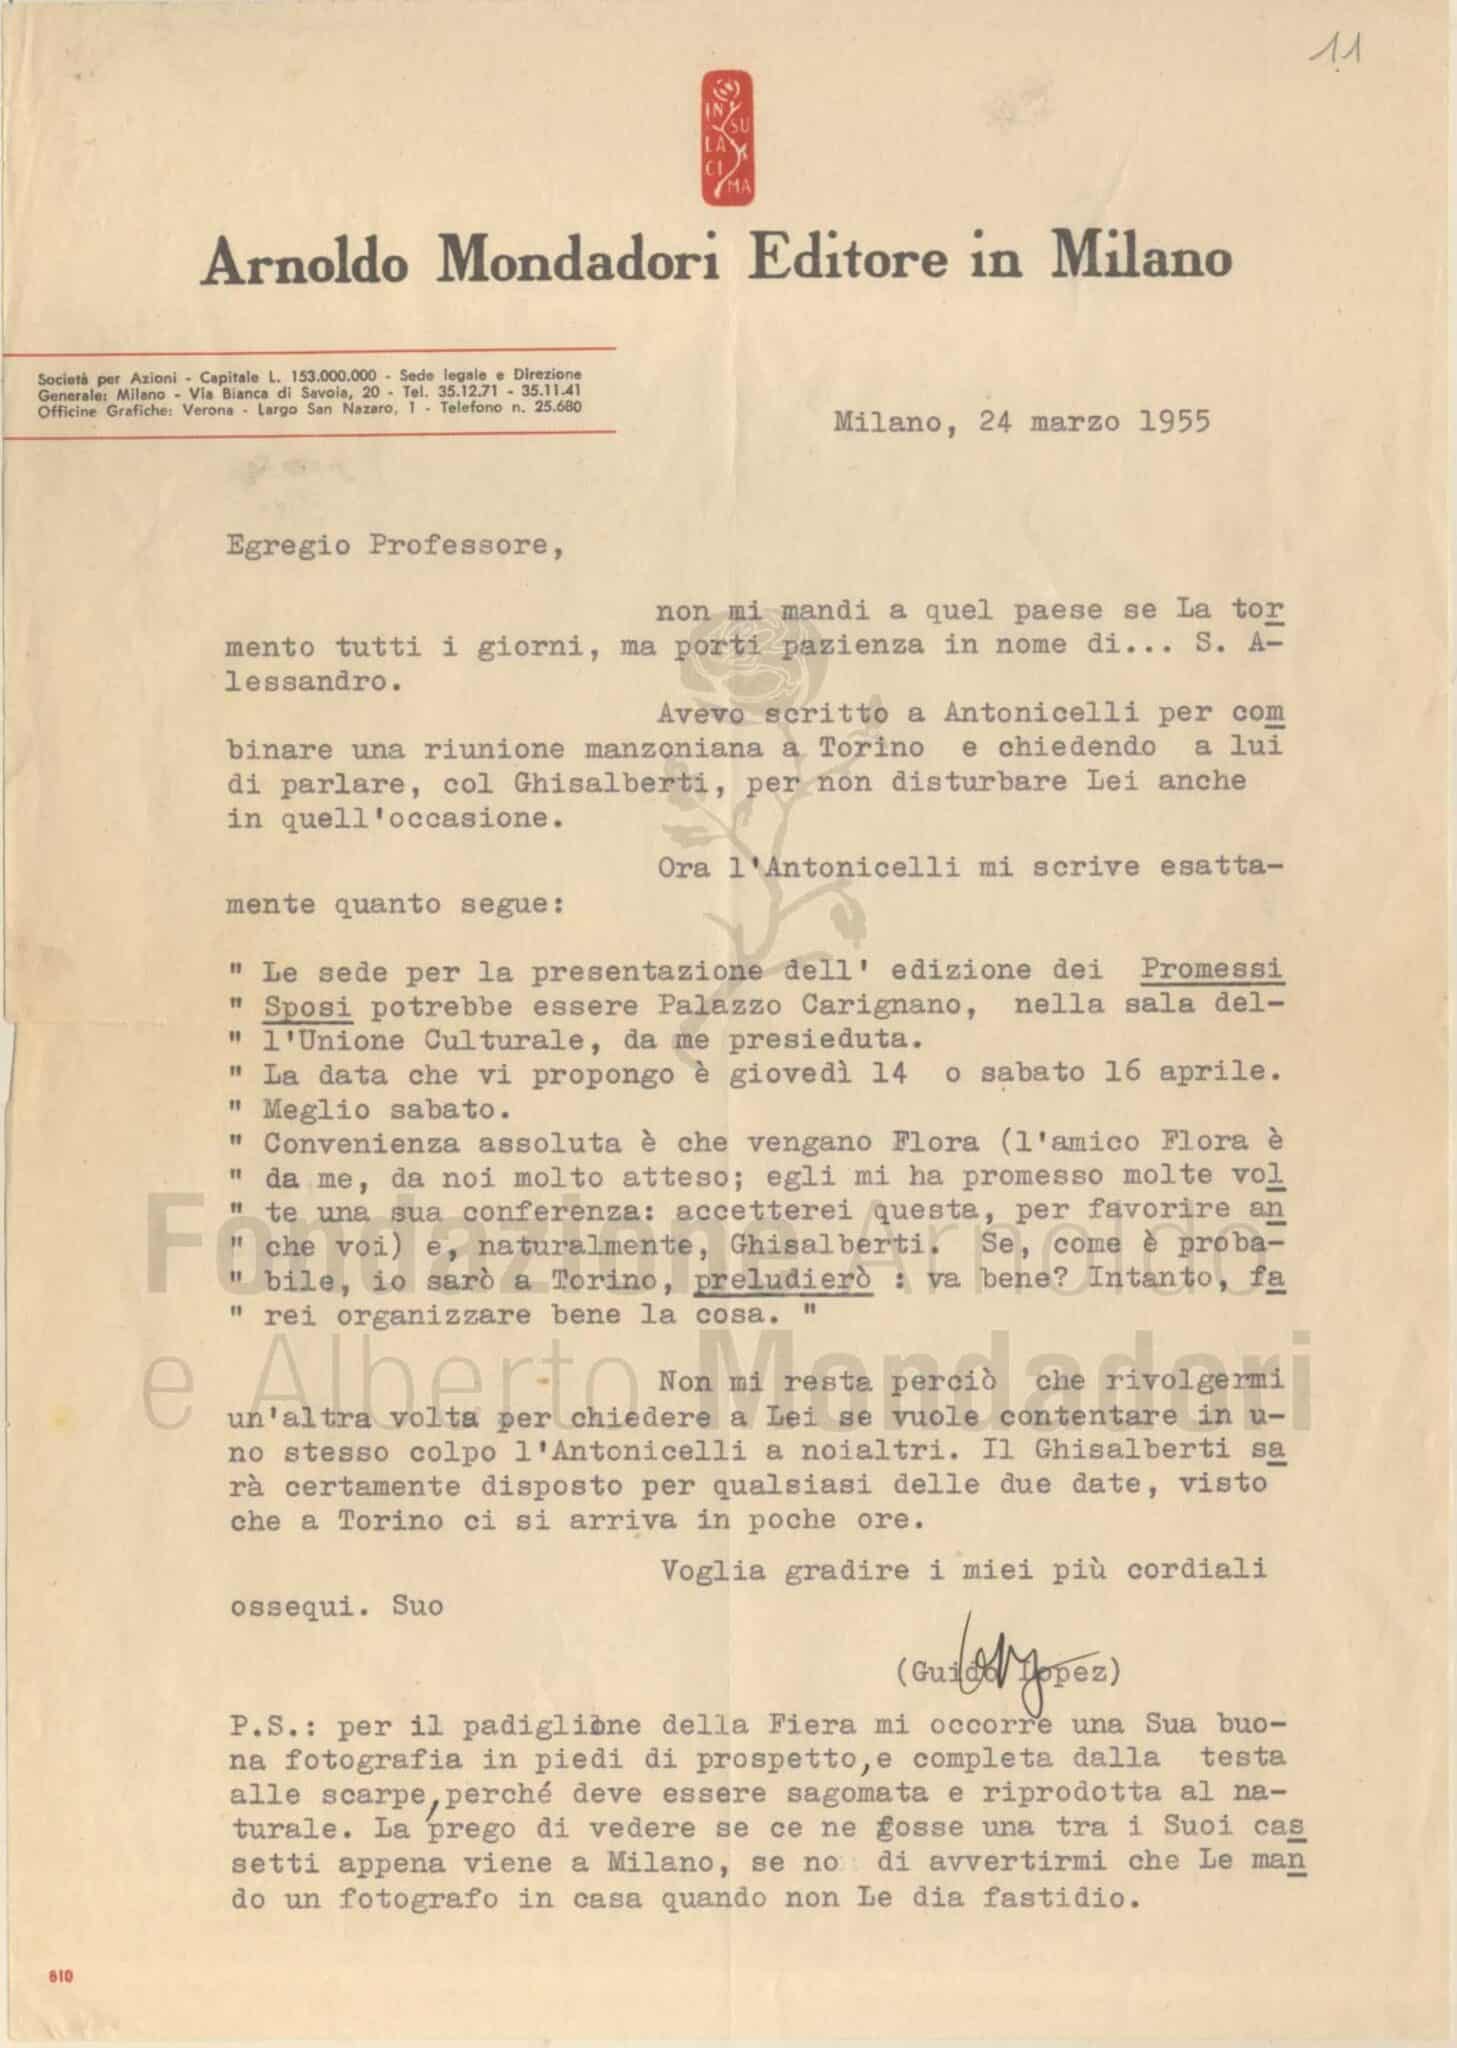 11
IN
SU
LA
CI
MA
Arnoldo Mondadori Editore in Milano
Società per Azioni - Capitale L. 153.000.000 - Sede legale e Direzione
Generale: Milano - Via Bianca di Savoia, 20 - Tel. 35.12.71 - 35.11.41
Officine Grafiche: Verona - Largo San Nazaro, 1 - Telefono n. 25.680
Milano, 24 marzo 1955
Egregio Professore,
non mi mandi a quel paese se La tor
mento tutti i giorni, ma porti pazienza in nome di... S. A-
lessandro.
Avevo scritto a Antonicelli per com
binare una riunione manzoniana a Torino e chiedendo a lui
di parlare, col Ghisalberti, per non disturbare Lei anche
in quell'occasione.
Ora l'Antonicelli mi scrive esatta-
mente quanto segue:
" Le sede per la presentazione dell' edizione dei Promessi
" Sposi potrebbe essere Palazzo Carignano, nella sala del-
" l'Unione Culturale, da me presieduta.
" La data che vi propongo è giovedì 14 o sabato 16 aprile.
" Meglio sabato.
" Convenienza assoluta è che vengano Flora (l'amico Flora è
" da me, da noi molto atteso; egli mi ha promesso molte vol
" te una sua conferenza: accetterei questa, per favorire an
" che voi) e, naturalmente, Ghisalberti. Se, come è proba-
" bile, io sarò a Torino, preludierò : va bene? Intanto, fa
" rei organizzare bene la cosa. "
Fondazione Arnoldo
e Alberto Mondadori
Non mi resta perciò che rivolgermi
un'altra volta per chiedere a Lei se vuole contentare in u-
no stesso colpo l'Antonicelli a noialtri. Il Ghisalberti sa
rà certamente disposto per qualsiasi delle due date, visto
che a Torino ci si arriva in poche ore.
Voglia gradire i miei più cordiali
ossequi. Suo
(Guido Lopez)
P.S.: per il padiglione della Fiera mi occorre una Sua buo-
na fotografia in piedi di prospetto,e completa dalla testa
alle scarpe,perché deve essere sagomata e riprodotta al na-
turale. La prego di vedere se ce ne fosse una tra i Suoi cas
setti appena viene a Milano, se no di avvertirmi che Le man
do un fotografo in casa quando non Le dia fastidio.
610